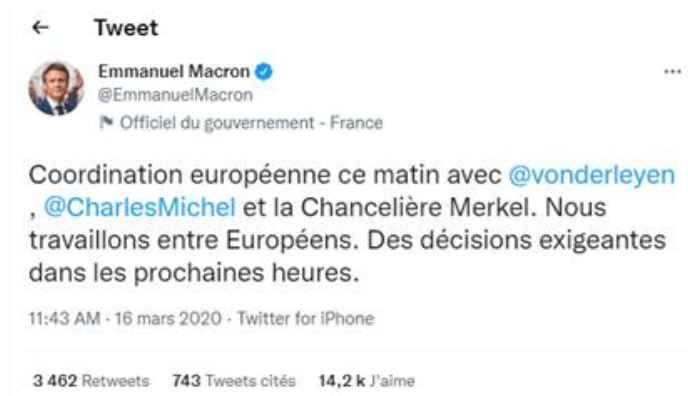 Tweet
Emmanuel Macron
@EmmanuelMacron
Officiel du gouvernement - France
Coordination européenne ce matin avec @vonderleyen
, @CharlesMichel et la Chancelière Merkel. Nous
travaillons entre Européens. Des décisions exigeantes
dans les prochaines heures.
11:43 AM · 16 mars 2020 · Twitter for iPhone
3 462 Retweets 743 Tweets cités 14,2 k J'aime